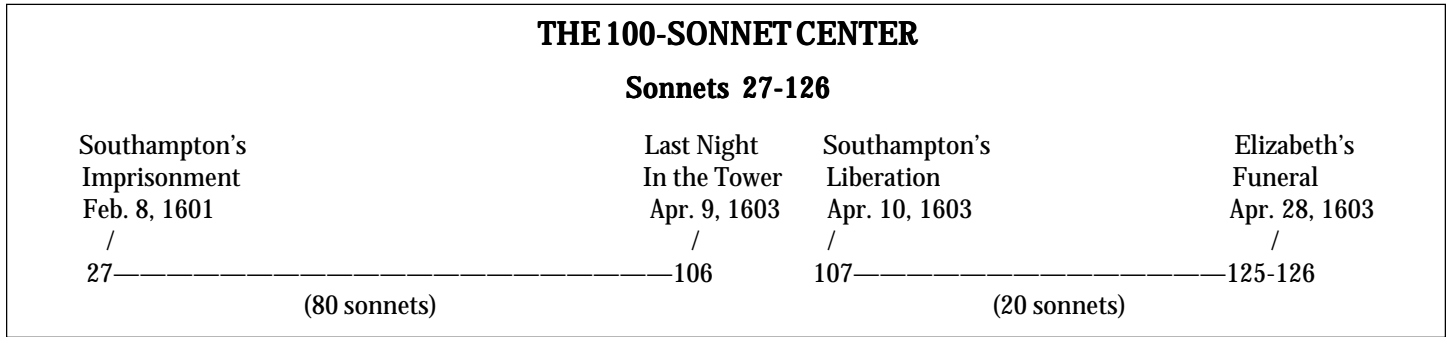 THE 100-SONNET CENTER
Sonnets 27-126
Southampton's Last Night Southampton's Elizabeth's
Imprisonment In the Tower Liberation Funeral
Feb. 8, 1601 Apr. 9, 1603 Apr. 10, 1603 Apr. 28, 1603
/ / / /
27—————————————————————106 107———————————————125-126
(80 sonnets) (20 sonnets)